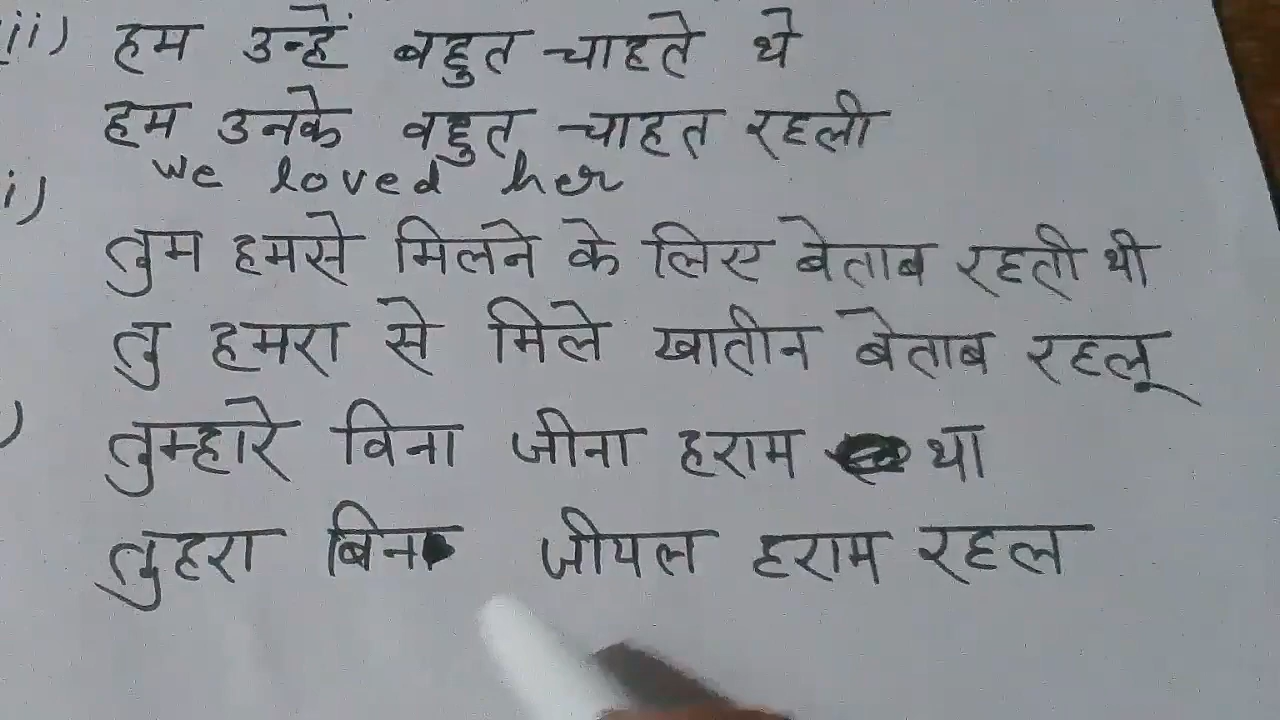 ii) हम उन्हें बहुत चाहते थे
हम उनके बहुत चाहत रहली
we loved her
i)
तुम हमसे मिलने के लिए बेताब रहती थी
तु हमरा से मिले खातीन बेताब रहलू
) तुम्हारे विना जीना हराम था
तुहरा बिना जीयल हराम रहल